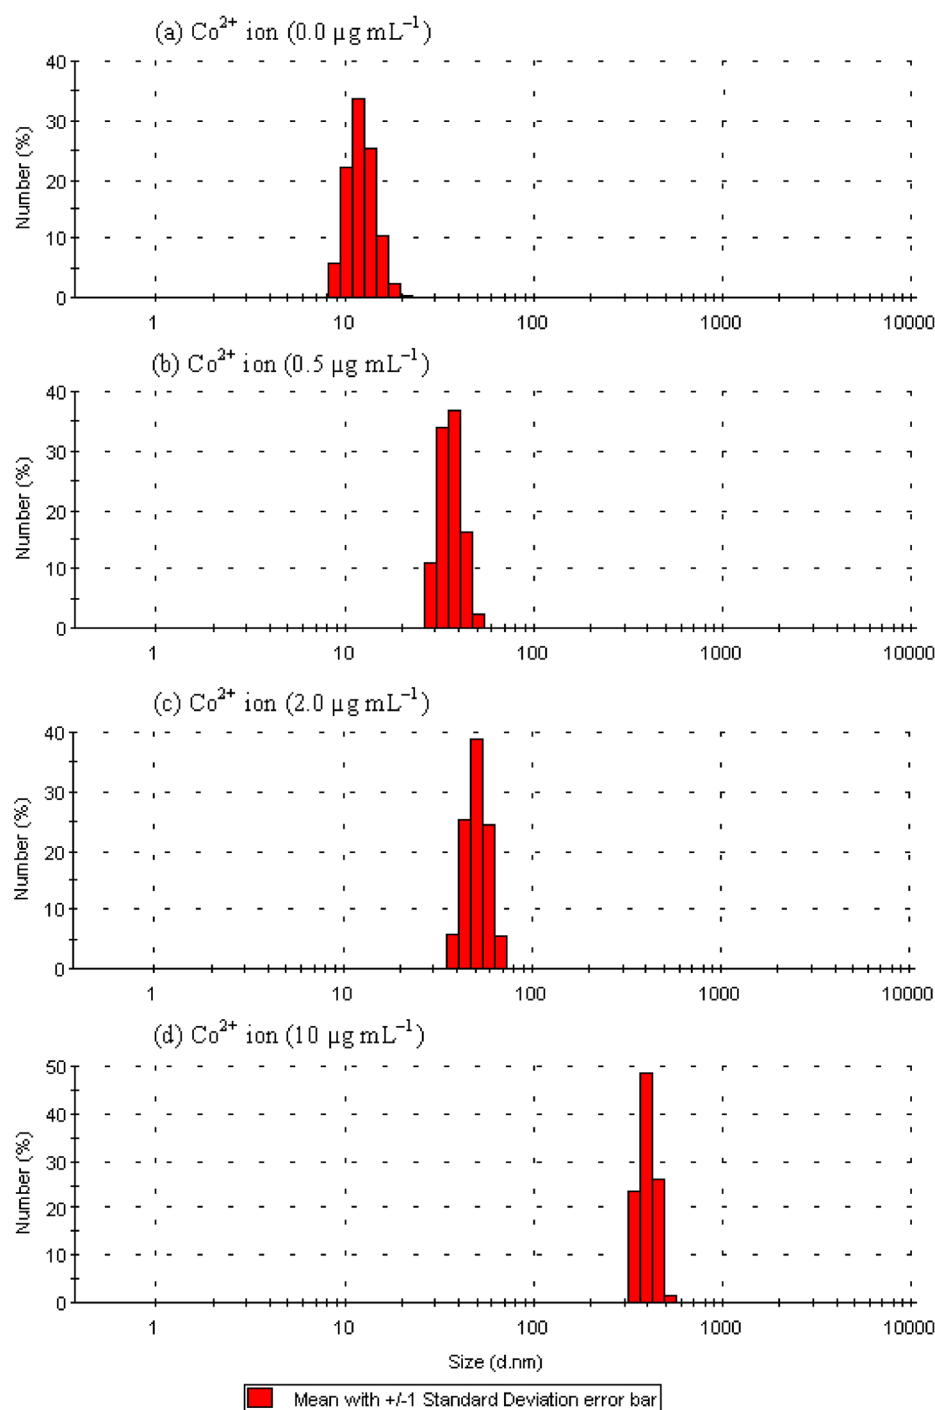 (a) Co²⁺ ion (0.0 µg mL⁻¹)
40
30
20
10
0
Number (%)
1 10 100 1000 10000
(b) Co²⁺ ion (0.5 µg mL⁻¹)
40
30
20
10
0
Number (%)
1 10 100 1000 10000
(c) Co²⁺ ion (2.0 µg mL⁻¹)
40
30
20
10
0
Number (%)
1 10 100 1000 10000
(d) Co²⁺ ion (10 µg mL⁻¹)
50
40
30
20
10
0
Number (%)
1 10 100 1000 10000
Size (d.nm)
Mean with +/-1 Standard Deviation error bar